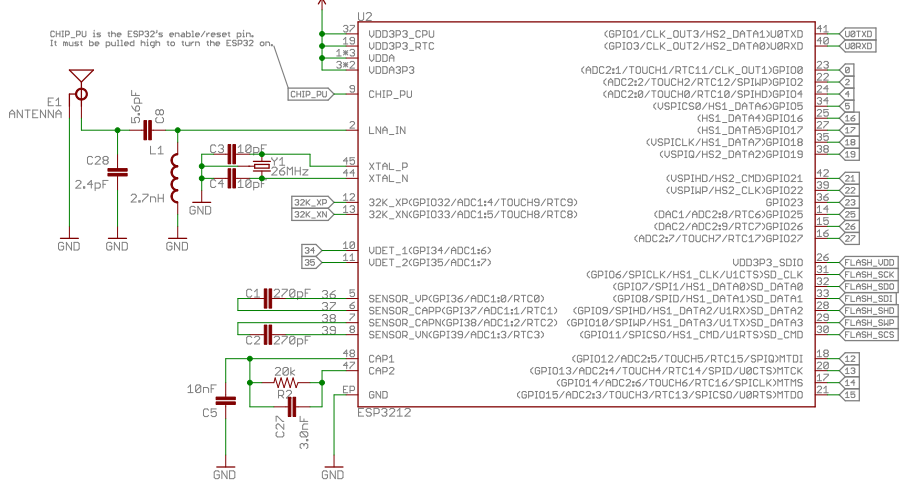 U2
CHIP_PU is the ESP32's enable/reset pin.
It must be pulled high to turn the ESP32 on.
37 VDD3P3_CPU
19 VDD3P3_RTC
1*3 VDDA
3*2 VDDA3P3
CHIP_PU 9 CHIP_PU
E1
ANTENNA
5.6pF
C8
2 LNA_IN
C28
2.4pF
L1
2.7nH
C3 10pF
Y1
26MHz
C4 10pF
45 XTAL_P
44 XTAL_N
GND
GND
GND
GND
32K_XP 12 32K_XP(GPI32/ADC1:4/TOUCH9/RTC9)
32K_XN 13 32K_XN(GPI33/ADC1:5/TOUCH8/RTC8)
34 10 VDET_1(GPI34/ADC1:6)
35 11 VDET_2(GPI35/ADC1:7)
C1 270pF 36 5 SENSOR_VP(GPI36/ADC1:0/RTC0)
37 6 SENSOR_CAPP(GPI37/ADC1:1/RTC1)
38 7 SENSOR_CAPN(GPI38/ADC1:2/RTC2)
C2 270pF 39 8 SENSOR_VN(GPI39/ADC1:3/RTC3)
48 CAP1
47 CAP2
20k
R2
10nF
C5
C27
3.0nF
EP GND
GND
GND
ESP3212
(GPIO1/CLK_OUT3/HS2_DATA1)U0TXD 41 U0TXD
(GPIO3/CLK_OUT2/HS2_DATA0)U0RXD 40 U0RXD
(ADC2:1/TOUCH1/RTC11/CLK_OUT1)GPIO0 23 0
(ADC2:2/TOUCH2/RTC12/SPIWP)GPIO2 22 2
(ADC2:0/TOUCH0/RTC10/SPIHD)GPIO4 24 4
(VSPICS0/HS1_DATA6)GPIO5 34 5
(HS1_DATA4)GPIO16 25 16
(HS1_DATA5)GPIO17 27 17
(VSPICLK/HS1_DATA7)GPIO18 35 18
(VSPIQ/HS2_DATA2)GPIO19 38 19
(VSPIHD/HS2_CMD)GPIO21 42 21
(VSPIWP/HS2_CLK)GPIO22 39 22
GPIO23 36 23
(DAC1/ADC2:8/RTC6)GPIO25 14 25
(DAC2/ADC2:9/RTC7)GPIO26 15 26
(ADC2:7/TOUCH7/RTC17)GPIO27 16 27
VDD3P3_SDIO 26 FLASH_VDD
(GPIO6/SPICLK/HS1_CLK/U1CTS)SD_CLK 31 FLASH_SCK
(GPIO7/SPIQ/HS1_DATA0)SD_DATA0 32 FLASH_SDO
(GPIO8/SPID/HS1_DATA1)SD_DATA1 33 FLASH_SDI
(GPIO9/SPIHD/HS1_DATA2/U1RX)SD_DATA2 28 FLASH_SHD
(GPIO10/SPIWP/HS1_DATA3/U1TX)SD_DATA3 29 FLASH_SWP
(GPIO11/SPICS0/HS1_CMD/U1RTS)SD_CMD 30 FLASH_SCS
(GPIO12/ADC2:5/TOUCH5/RTC15/SPIQ)MTDI 18 12
(GPIO13/ADC2:4/TOUCH4/RTC14/SPID/U0CTS)MTCK 20 13
(GPIO14/ADC2:6/TOUCH6/RTC16/SPICLK)MTMS 17 14
(GPIO15/ADC2:3/TOUCH3/RTC13/SPICS0/U0RTS)MTDO 21 15